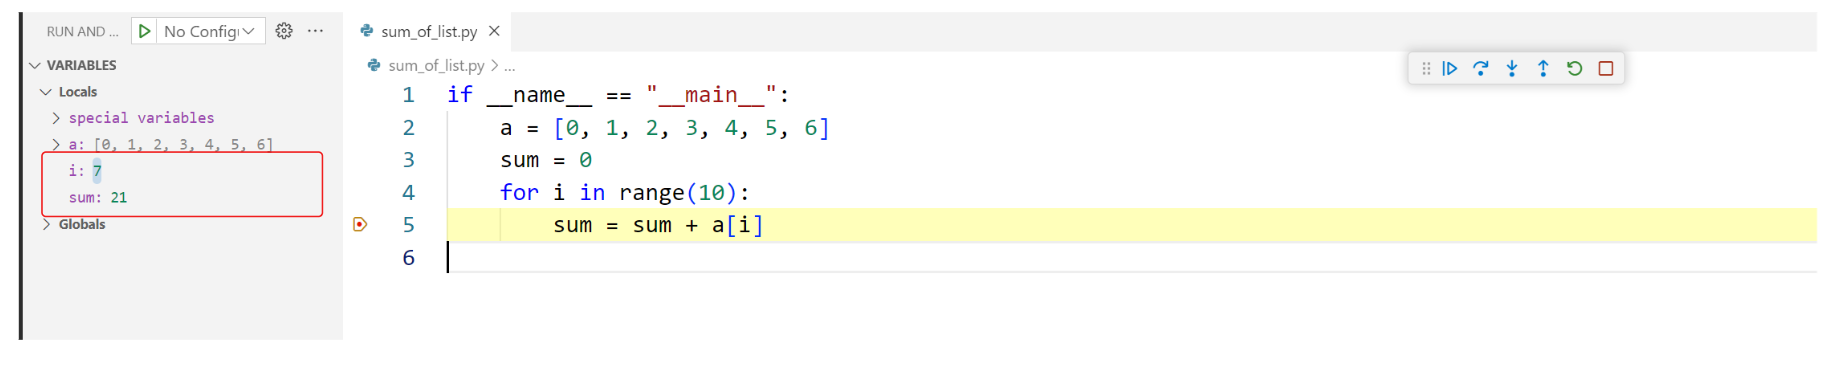 RUN AND ...
No Config
sum_of_list.py
VARIABLES
Locals
special variables
a: [0, 1, 2, 3, 4, 5, 6]
i: 7
sum: 21
Globals
sum_of_list.py > ...
1 if __name__ == "__main__":
2     a = [0, 1, 2, 3, 4, 5, 6]
3     sum = 0
4     for i in range(10):
5         sum = sum + a[i]
6